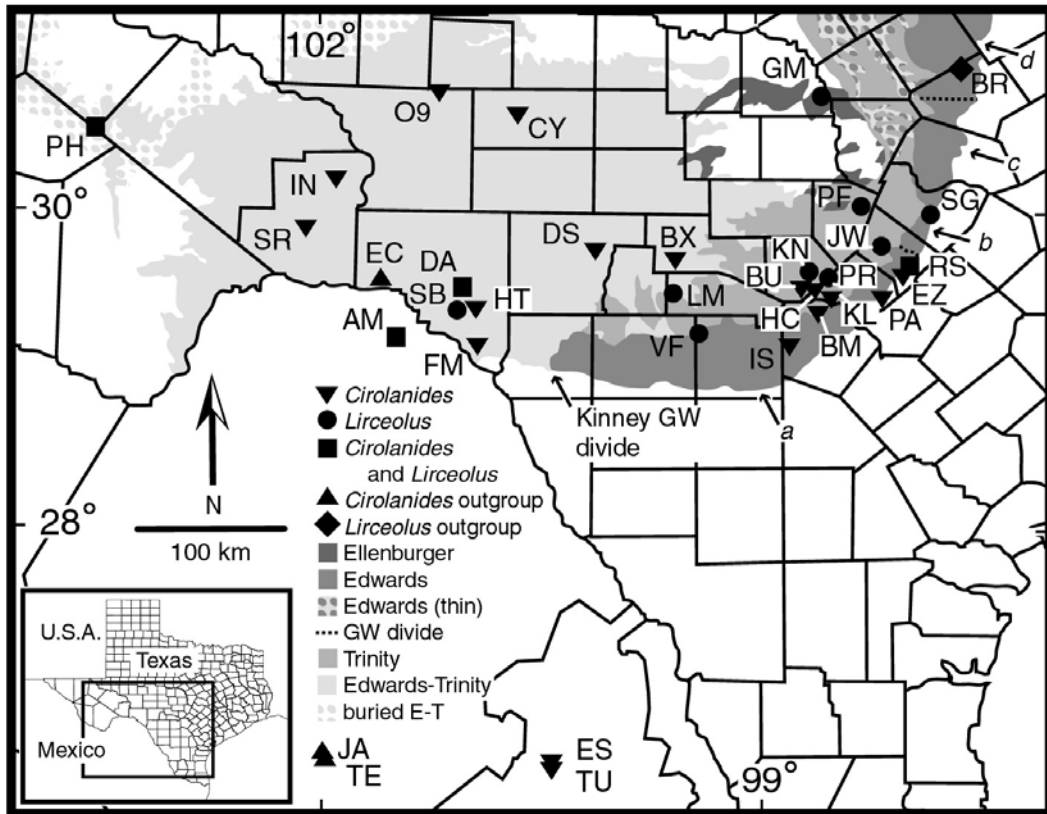 102°
GM
d
BR
O9
CY
PH
c
IN
30°
PF
SG
SR
DS
BX
JW
b
EC
DA
KN
BU
PR
RS
SB
HT
LM
EZ
HC
KL
PA
AM
FM
VF
IS
BM
Cirolanides
Kinney GW
divide
a
Lirceolus
Cirolanides
and Lirceolus
N
Cirolanides outgroup
28°
Lirceolus outgroup
100 km
Ellenburger
Edwards
Edwards (thin)
U.S.A.
GW divide
Texas
Trinity
Edwards-Trinity
buried E-T
Mexico
JA
TE
ES
TU
99°